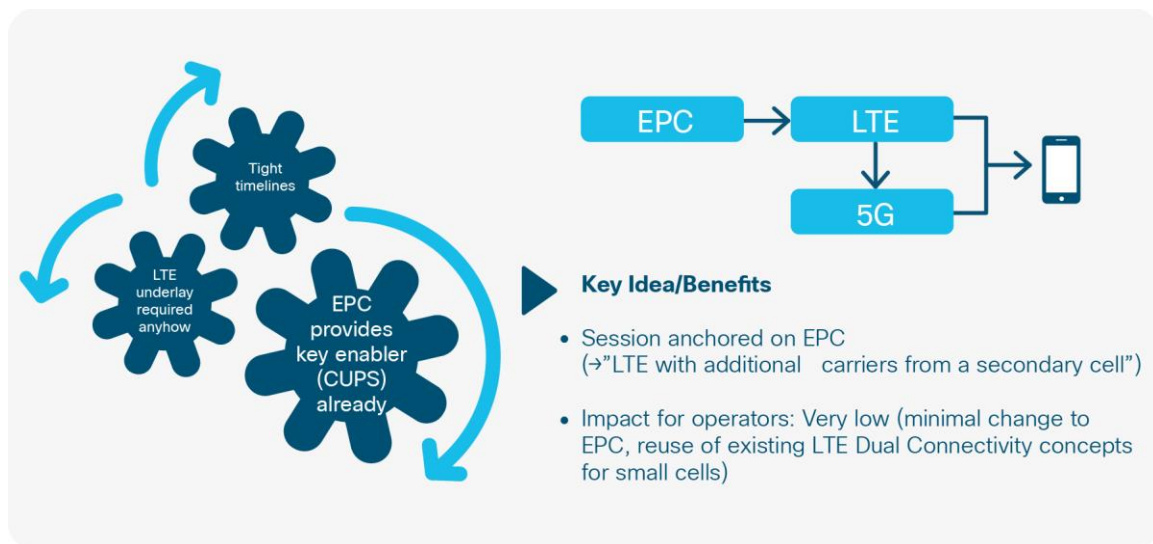 Tight
timelines
LTE
underlay
required
anyhow
EPC
provides
key enabler
(CUPS)
already
EPC
LTE
5G
Key Idea/Benefits
• Session anchored on EPC
(→"LTE with additional carriers from a secondary cell")
• Impact for operators: Very low (minimal change to
EPC, reuse of existing LTE Dual Connectivity concepts
for small cells)